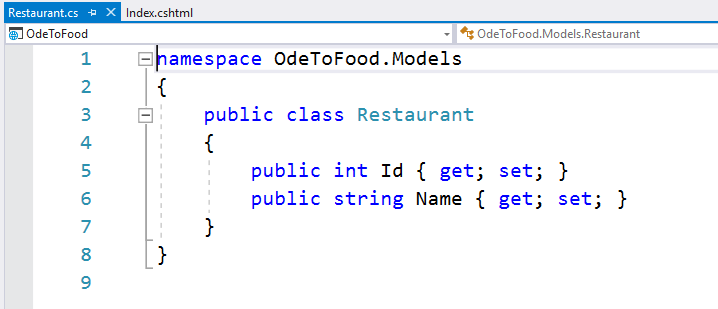 Restaurant.cs Index.cshtml
OdeToFood OdeToFood.Models.Restaurant
1 namespace OdeToFood.Models
2 {
3 public class Restaurant
4 {
5 public int Id { get; set; }
6 public string Name { get; set; }
7 }
8 }
9